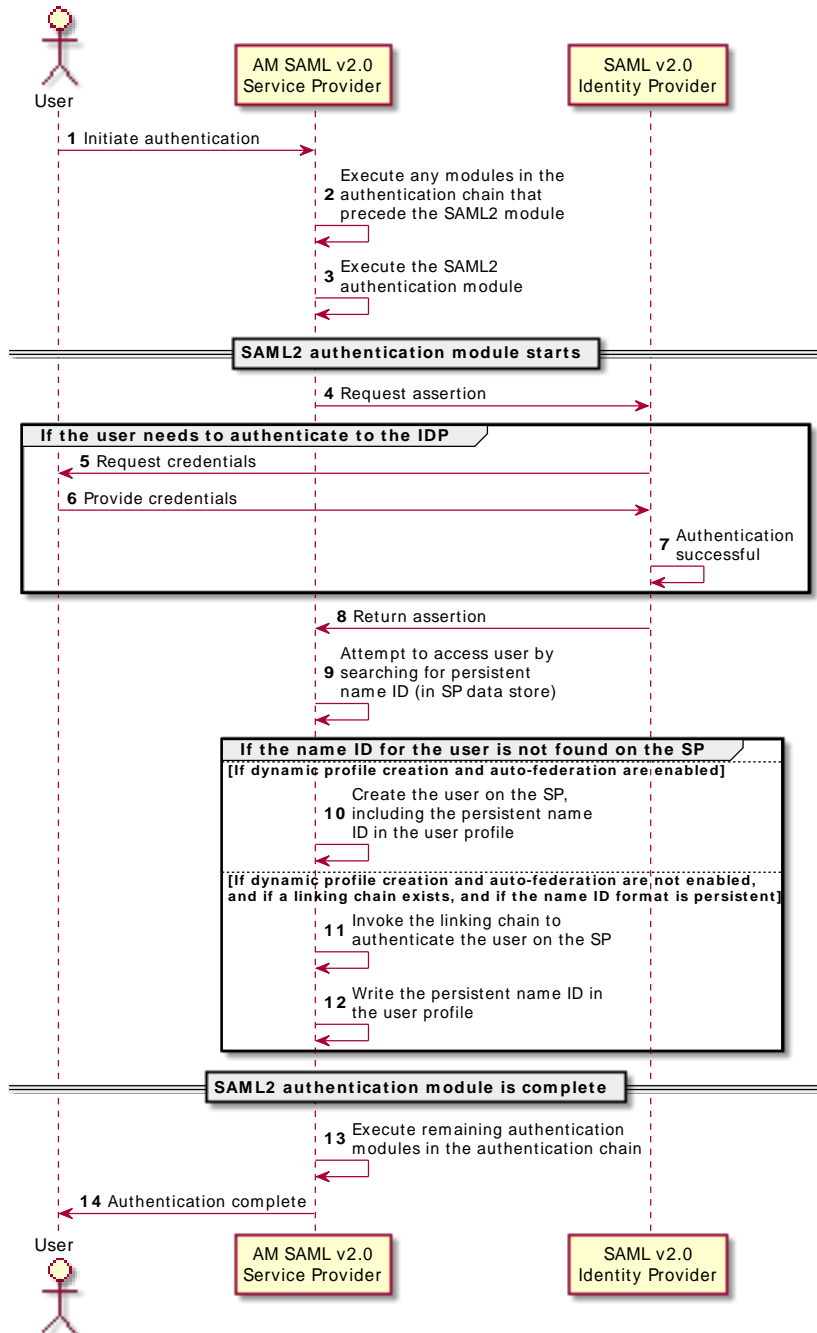 User
AM SAML v2.0
Service Provider
SAML v2.0
Identity Provider
1 Initiate authentication
Execute any modules in the
2 authentication chain that
precede the SAML2 module
3 Execute the SAML2
authentication module
SAML2 authentication module starts
4 Request assertion
If the user needs to authenticate to the IDP
5 Request credentials
6 Provide credentials
7 Authentication
successful
8 Return assertion
Attempt to access user by
9 searching for persistent
name ID (in SP data store)
If the name ID for the user is not found on the SP
[If dynamic profile creation and auto-federation are enabled]
Create the user on the SP,
10 including the persistent name
ID in the user profile
[If dynamic profile creation and auto-federation are not enabled,
and if a linking chain exists, and if the name ID format is persistent]
11 Invoke the linking chain to
authenticate the user on the SP
12 Write the persistent name ID in
the user profile
SAML2 authentication module is complete
13 Execute remaining authentication
modules in the authentication chain
14 Authentication complete
User
AM SAML v2.0
Service Provider
SAML v2.0
Identity Provider